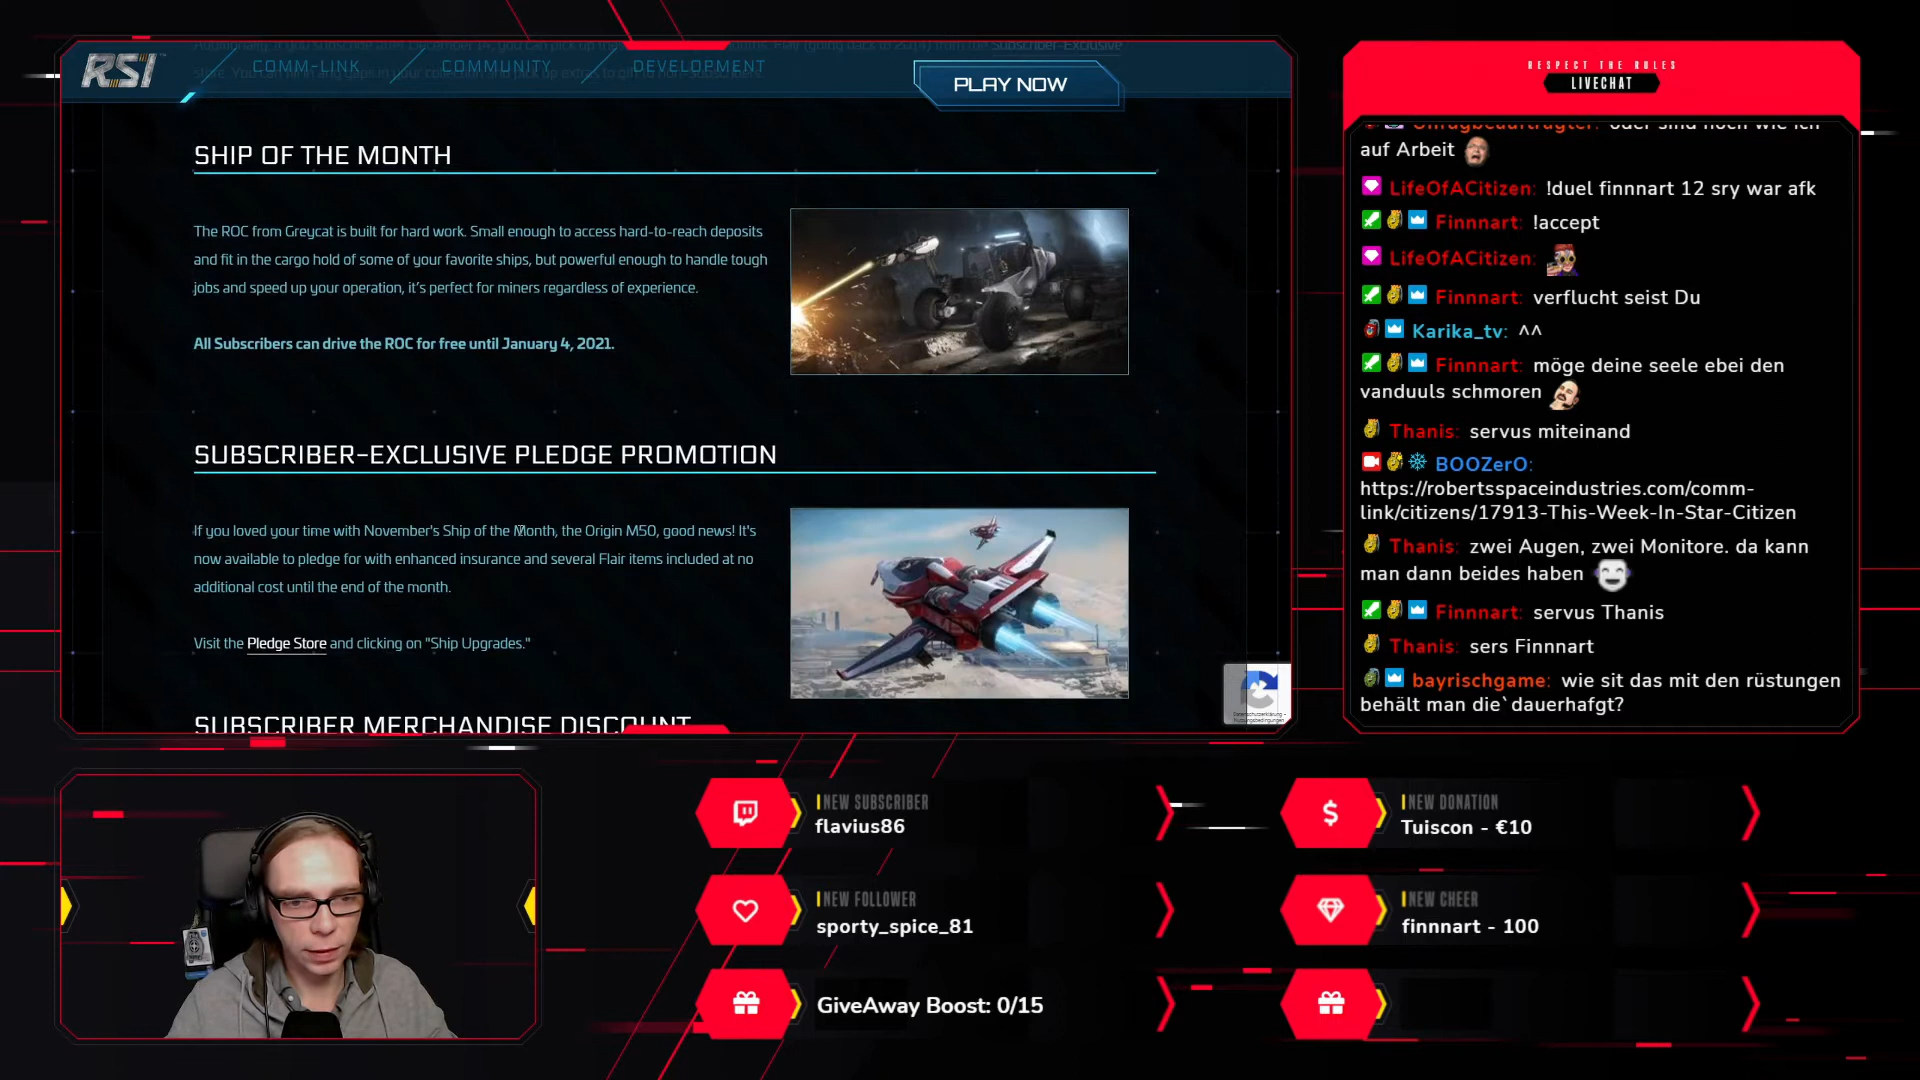 RSI
COMM-LINK
COMMUNITY
DEVELOPMENT
PLAY NOW
SHIP OF THE MONTH
The ROC from Greycat is built for hard work. Small enough to access hard-to-reach deposits
and fit in the cargo hold of some of your favorite ships, but powerful enough to handle tough
jobs and speed up your operation, it's perfect for miners regardless of experience.
All Subscribers can drive the ROC for free until January 4, 2021.
SUBSCRIBER-EXCLUSIVE PLEDGE PROMOTION
If you loved your time with November's Ship of the Month, the Origin M50, good news! It's
now available to pledge for with enhanced insurance and several Flair items included at no
additional cost until the end of the month.
Visit the Pledge Store and clicking on "Ship Upgrades."
SUBSCRIBER MERCHANDISE DISCOUNT
RESPECT THE RULES
LIVECHAT
Umfragbeauftragter: oder sind noch wie ich
auf Arbeit
LifeOfACitizen: !duel finnnart 12 sry war afk
Finnnart: !accept
LifeOfACitizen:
Finnnart: verflucht seist Du
Karika_tv: ^^
Finnnart: möge deine seele ebei den
vanduuls schmoren
Thanis: servus miteinand
BOOZerO:
https://robertsspaceindustries.com/comm-
link/citizens/17913-This-Week-In-Star-Citizen
Thanis: zwei Augen, zwei Monitore. da kann
man dann beides haben
Finnnart: servus Thanis
Thanis: sers Finnnart
bayrischgame: wie sit das mit den rüstungen
behält man die`dauerhafgt?
NEW SUBSCRIBER
flavius86
NEW DONATION
Tuiscon - €10
NEW FOLLOWER
sporty_spice_81
NEW CHEER
finnnart - 100
GiveAway Boost: 0/15